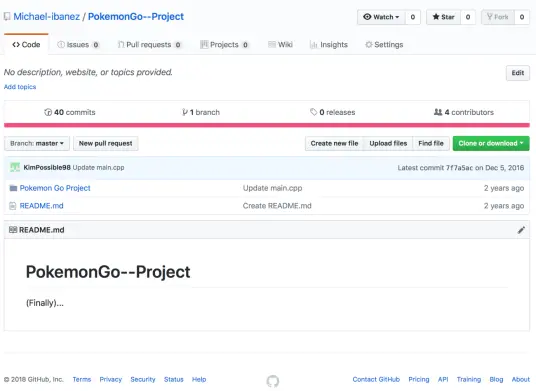 Michael-ibanez / PokemonGo--Project
Watch 0 Star 0 Fork 0
Code Issues 0 Pull requests 0 Projects 0 Wiki Insights Settings
No description, website, or topics provided. Edit
Add topics
40 commits 1 branch 0 releases 4 contributors
Branch: master New pull request Create new file Upload files Find file Clone or download
KimPossible98 Update main.cpp Latest commit 7f7a5ac on Dec 5, 2016
Pokemon Go Project Update main.cpp 2 years ago
README.md Create README.md 2 years ago
README.md
PokemonGo--Project
(Finally)...
© 2018 GitHub, Inc. Terms Privacy Security Status Help Contact GitHub Pricing API Training Blog About